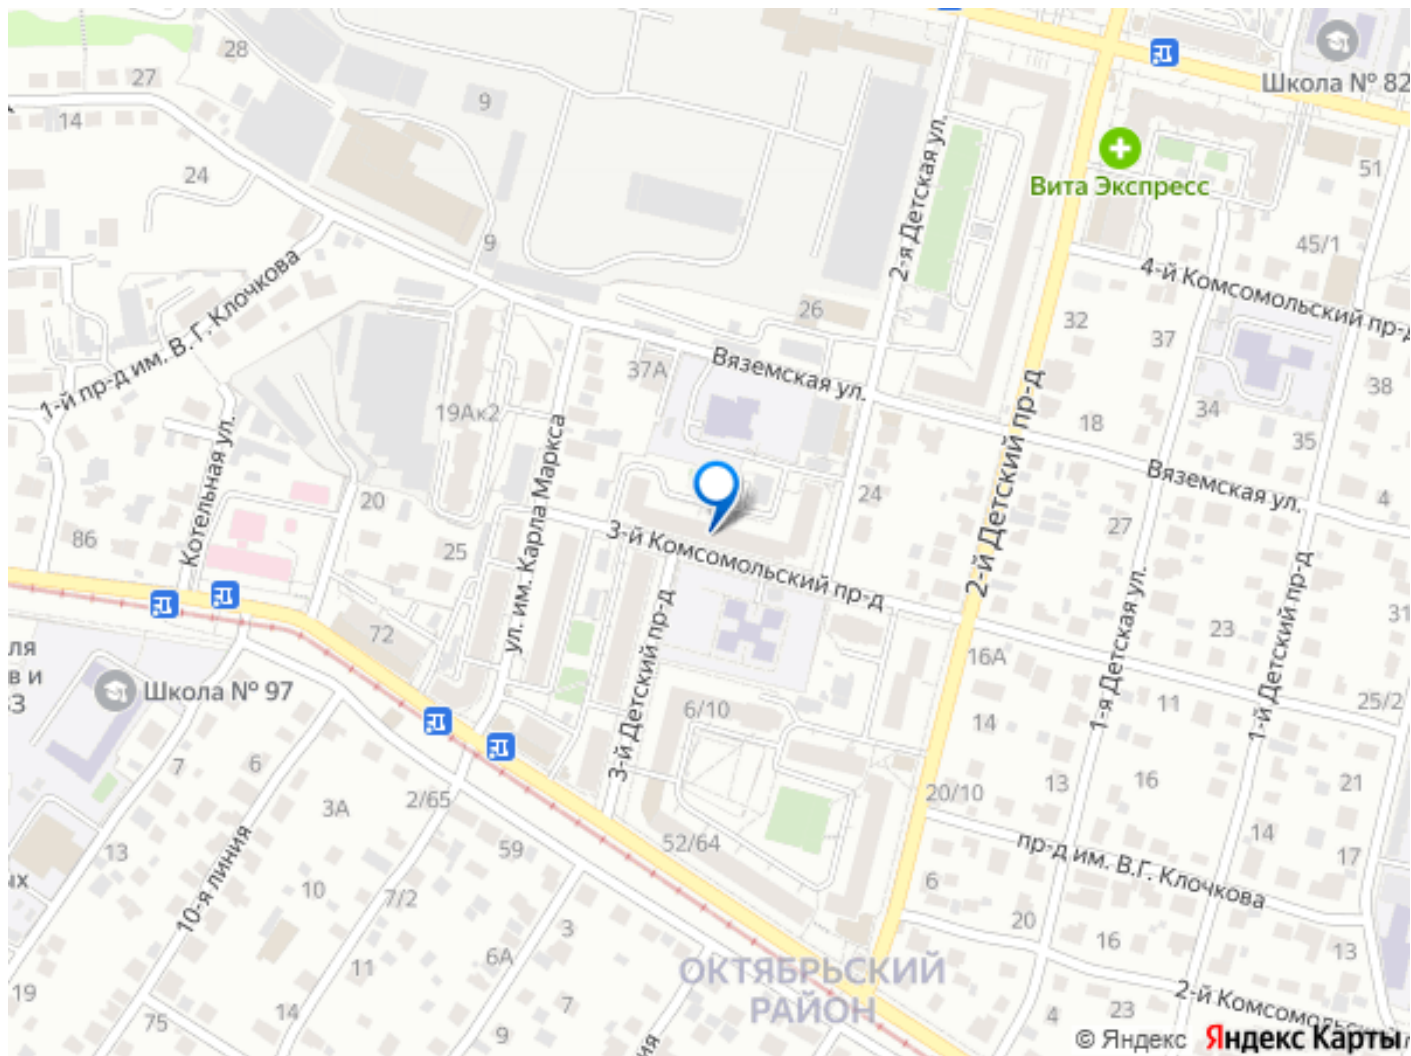 28
27
14
9
24
9
Школа № 82
51
Вита Экспресс
2-я Детская ул.
45/1
4-й Комсомольский пр-д
1-й пр-д им. В. Г. Клочкова
26
32
37
37А
Вяземская ул.
38
19Ак2
34
18
35
2-й Детский пр-д
Котельная ул.
ул. им. Карла Маркса
20
24
Вяземская ул.
4
27
86
25
3-й Комсомольский пр-д
1-я Детская ул.
1-й Детский пр-д
31
72
23
16А
ля
в и
З
Школа № 97
3-й Детский пр-д
6/10
11
25/2
14
7
6
3А
2/65
20/10
13
16
21
10-я линия
13
59
52/64
14
17
пр-д им. В.Г. Клочкова
ых
10
7/2
6
3
20
16
13
6А
11
ОКТЯБРЬСКИЙ
РАЙОН
19
75
14
7
9
ия
4
23
2-й Комсомольский
© Яндекс Яндекс Карты